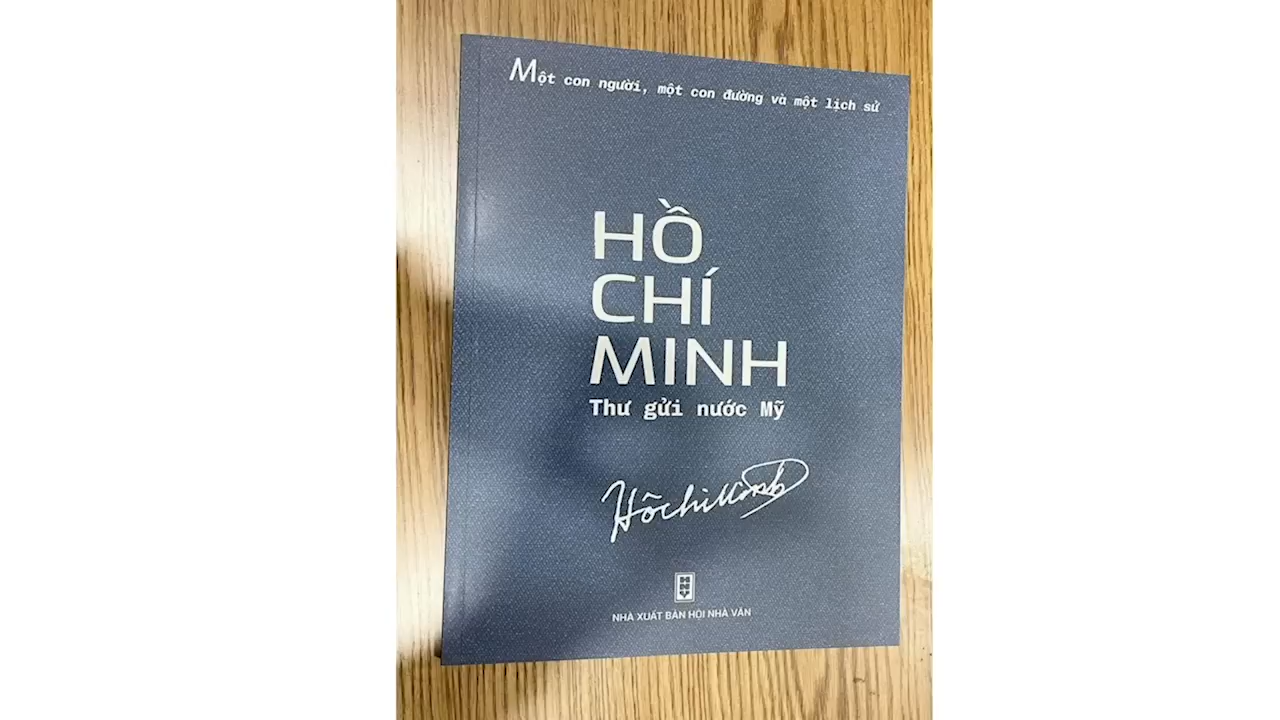 Một con người, một con đường và một lịch sử
HỒ
CHÍ
MINH
Thư gửi nước Mỹ
Hồ Chí Minh
NHÀ XUẤT BẢN HỘI NHÀ VĂN